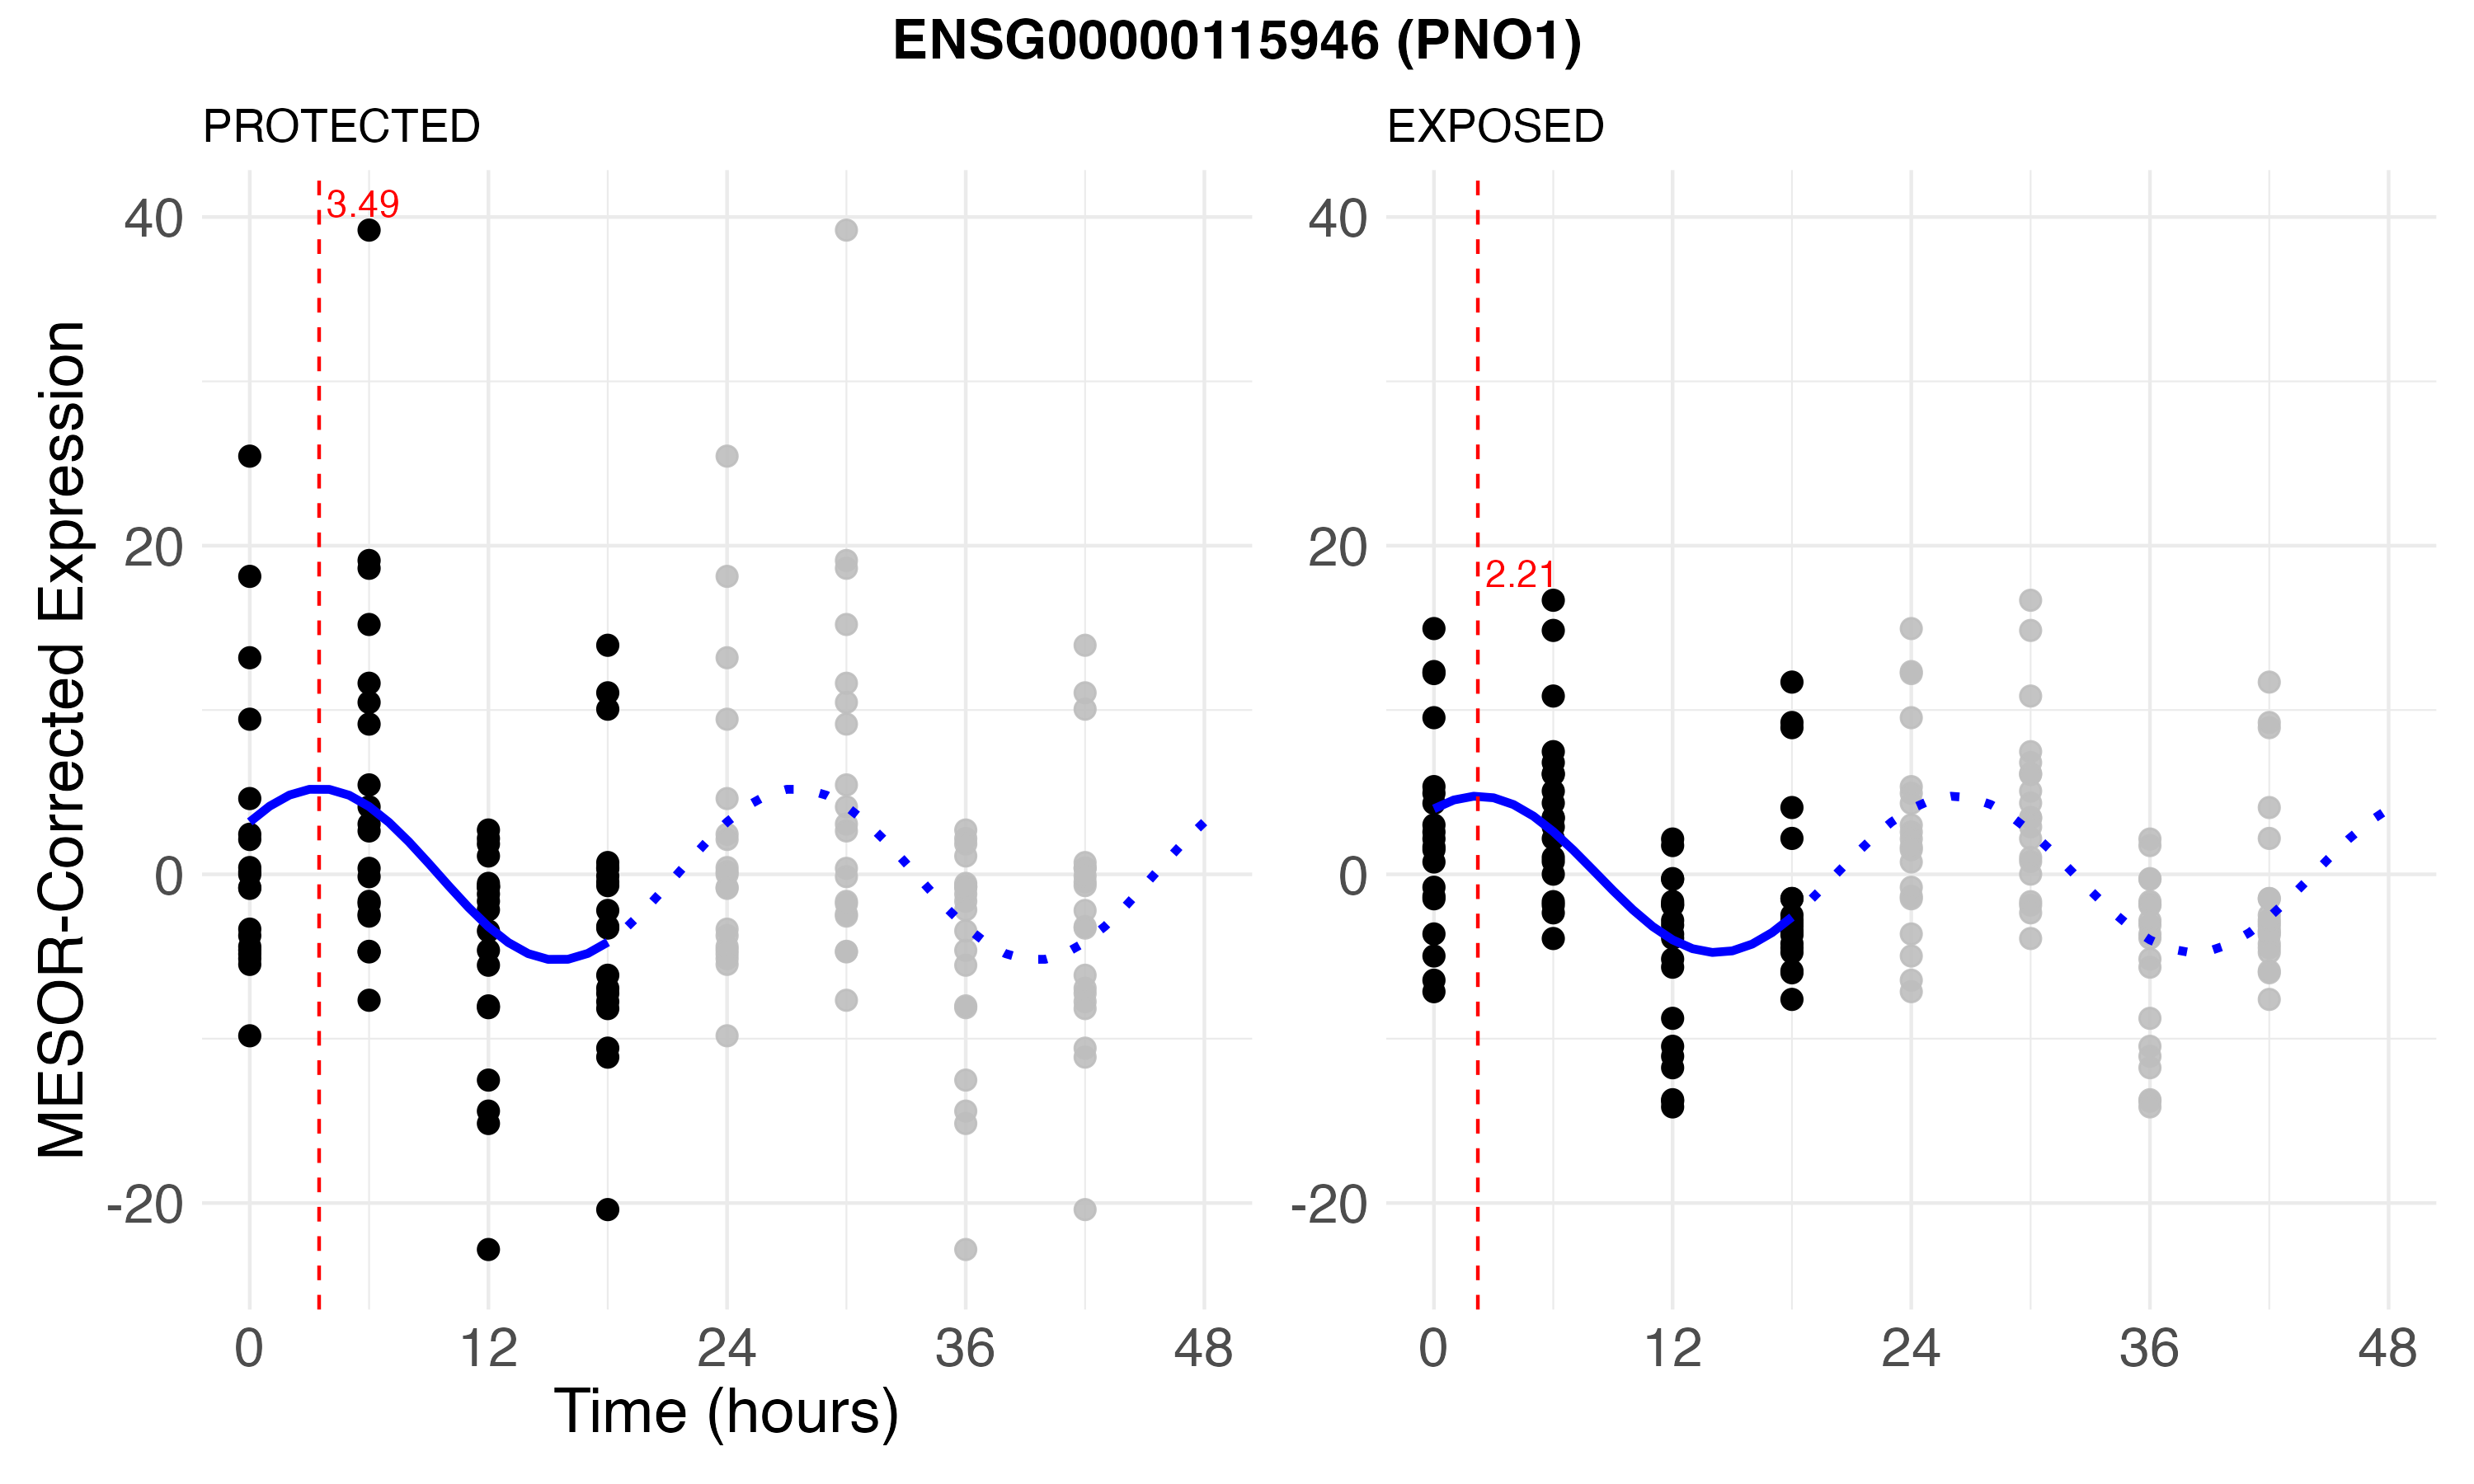 ENSG00000115946 (PNO1)
PROTECTED
EXPOSED
MESOR-Corrected Expression
40
20
0
-20
3.49
0 12 24 36 48
40
20
0
-20
2.21
0 12 24 36 48
Time (hours)